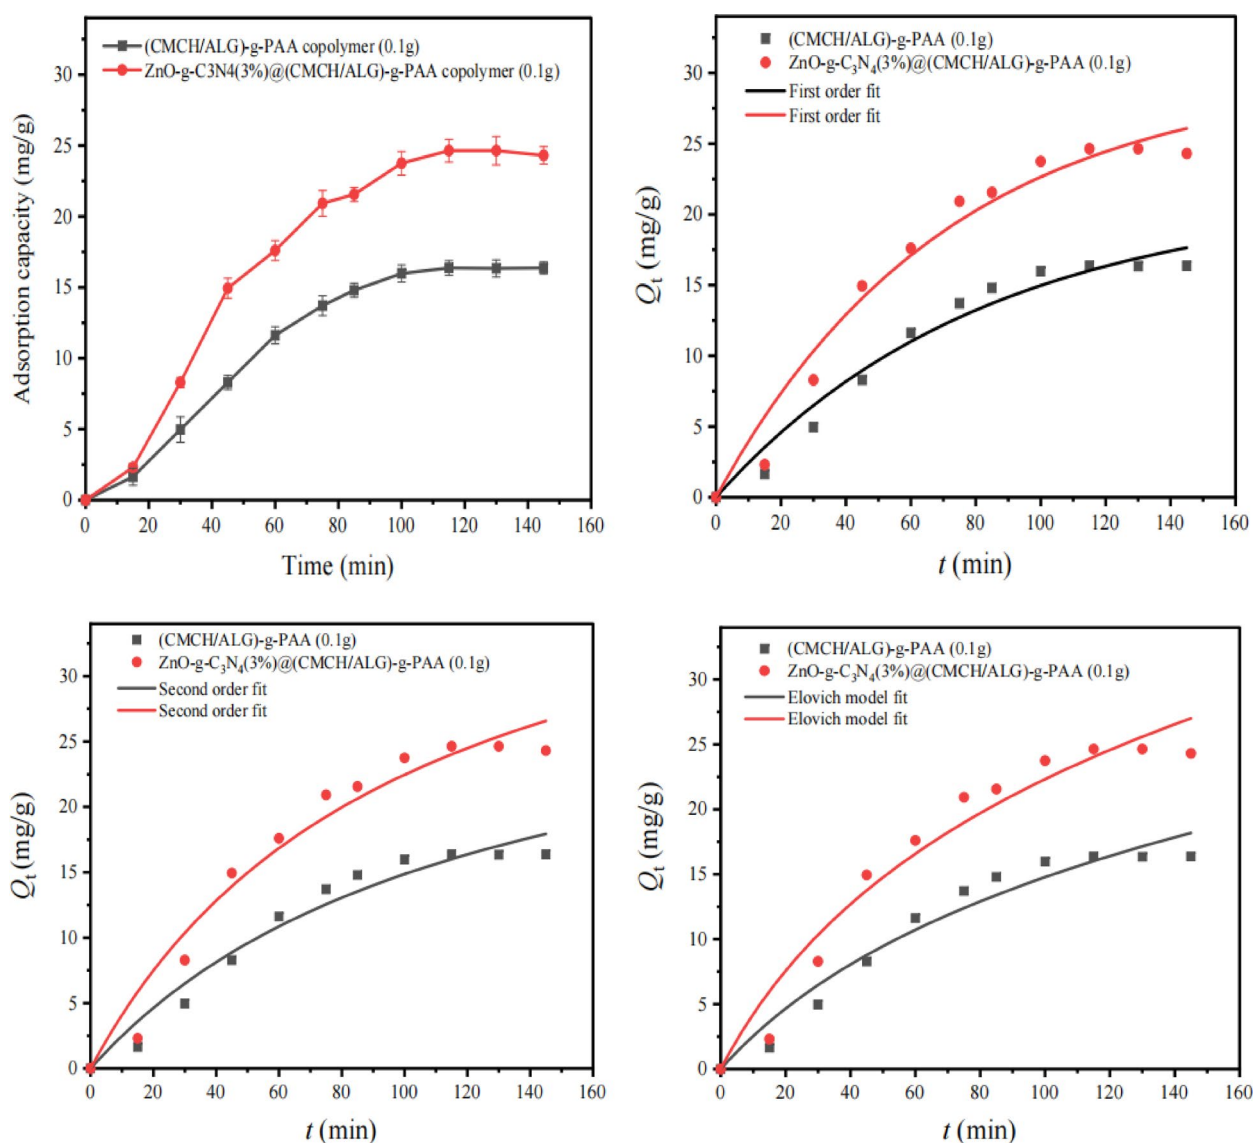 (CMCH/ALG)-g-PAA copolymer (0.1g)
ZnO-g-C3N4(3%)@(CMCH/ALG)-g-PAA copolymer (0.1g)
Adsorption capacity (mg/g)
30
25
20
15
10
5
0
0 20 40 60 80 100 120 140 160
Time (min)
(CMCH/ALG)-g-PAA (0.1g)
ZnO-g-C₃N₄(3%)@(CMCH/ALG)-g-PAA (0.1g)
First order fit
First order fit
Qₜ (mg/g)
30
25
20
15
10
5
0
0 20 40 60 80 100 120 140 160
t (min)
(CMCH/ALG)-g-PAA (0.1g)
ZnO-g-C₃N₄(3%)@(CMCH/ALG)-g-PAA (0.1g)
Second order fit
Second order fit
Qₜ (mg/g)
30
25
20
15
10
5
0
0 20 40 60 80 100 120 140 160
t (min)
(CMCH/ALG)-g-PAA (0.1g)
ZnO-g-C₃N₄(3%)@(CMCH/ALG)-g-PAA (0.1g)
Elovich model fit
Elovich model fit
Qₜ (mg/g)
30
25
20
15
10
5
0
0 20 40 60 80 100 120 140 160
t (min)